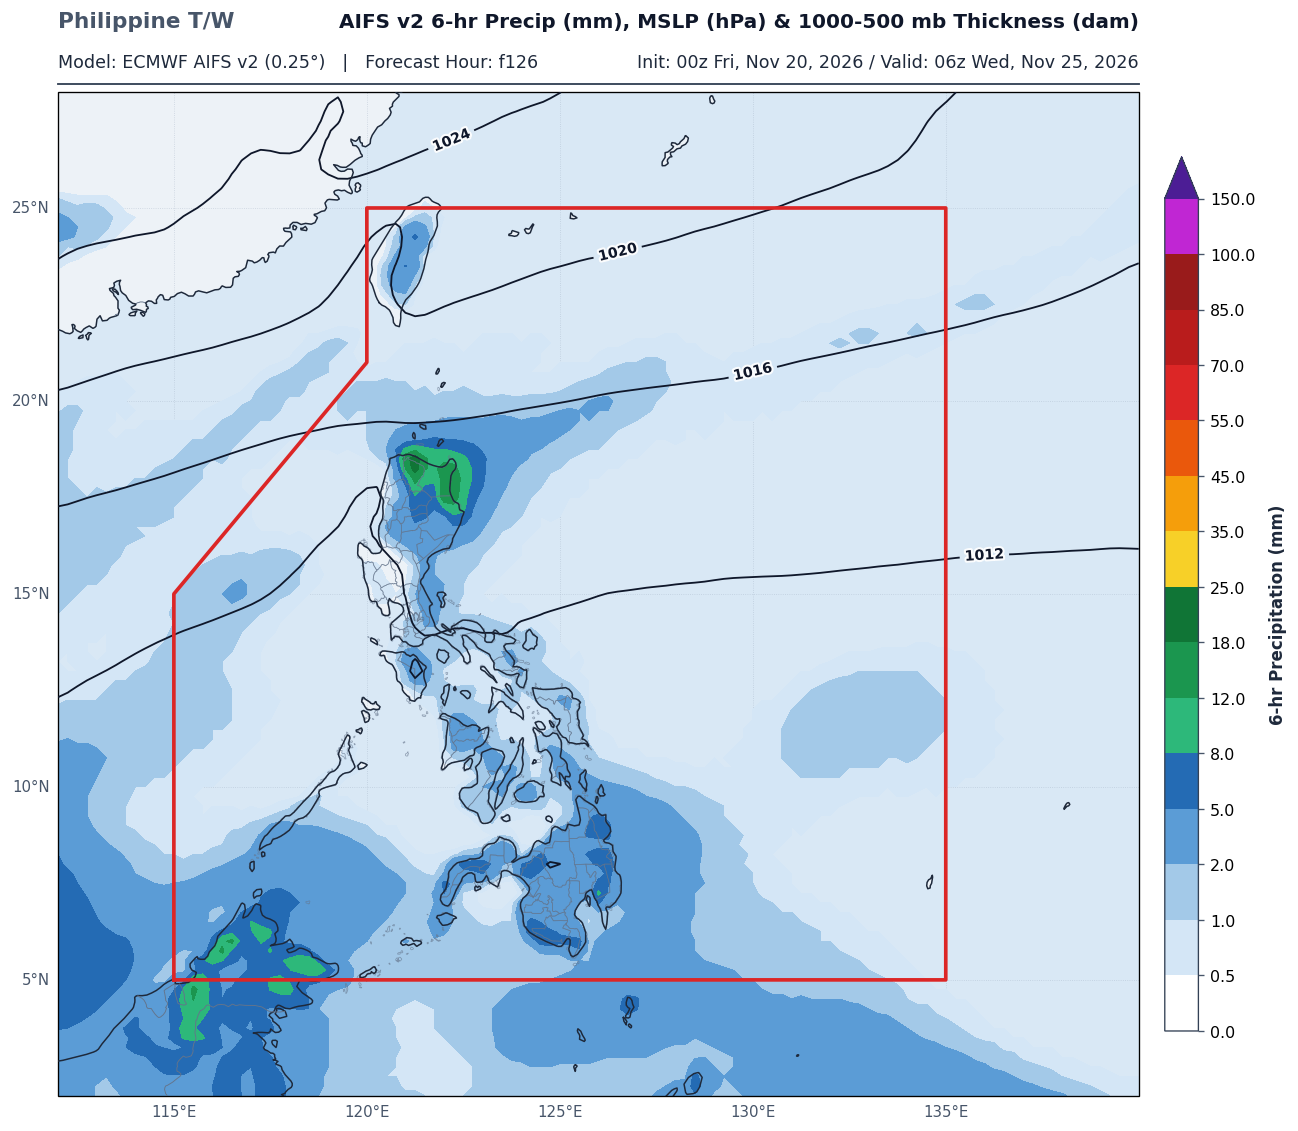 Philippine T/W
AIFS v2 6-hr Precip (mm), MSLP (hPa) & 1000-500 mb Thickness (dam)
Model: ECMWF AIFS v2 (0.25°) | Forecast Hour: f126
Init: 00z Fri, Nov 20, 2026 / Valid: 06z Wed, Nov 25, 2026
1024
1020
1016
1012
25°N
20°N
15°N
10°N
5°N
115°E
120°E
125°E
130°E
135°E
150.0
100.0
85.0
70.0
55.0
45.0
35.0
25.0
18.0
12.0
8.0
5.0
2.0
1.0
0.5
0.0
6-hr Precipitation (mm)